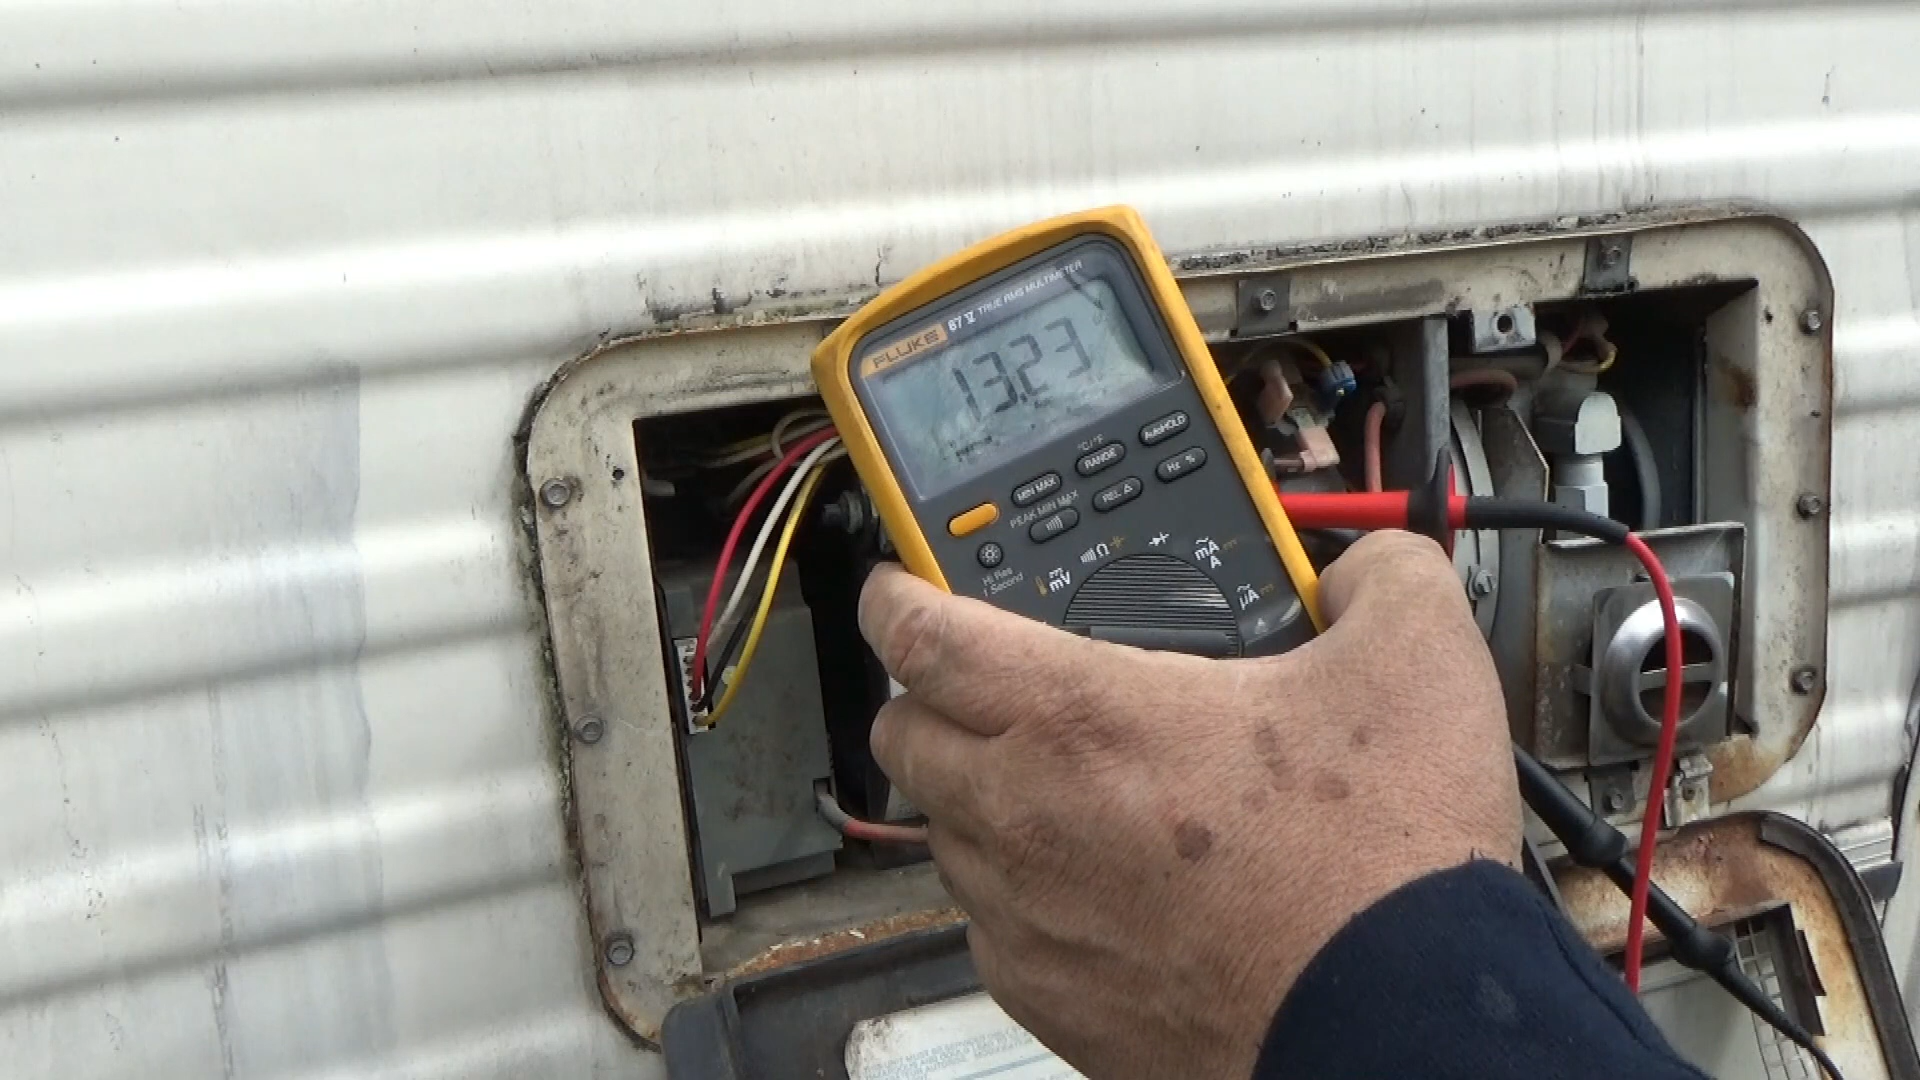 FLUKE 87 V TRUE RMS MULTIMETER
13.23
MIN MAX
°C/°F
RANGE
AutoHOLD
PEAK MIN MAX
REL Δ
Hz %
Hi Res
1 Second
mV
Ω
mA
A
µA